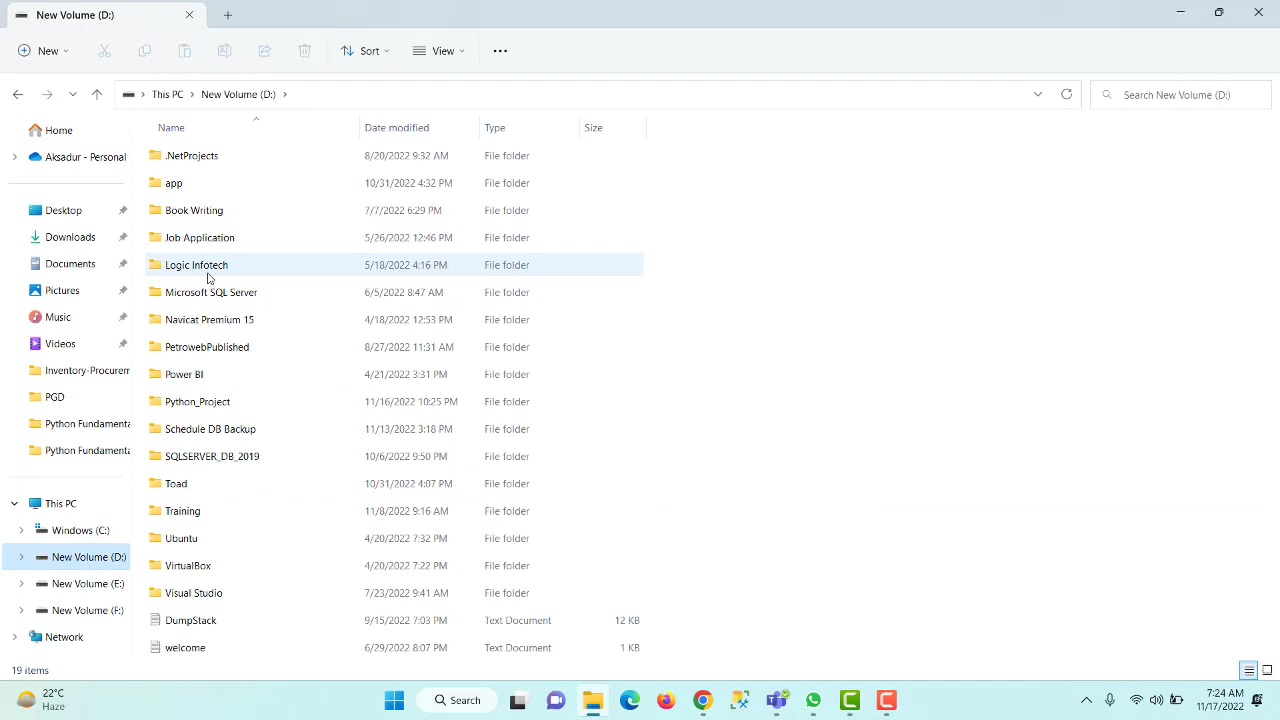 New Volume (D:)
New
Sort
View
This PC
New Volume (D:)
Search New Volume (D:)
Name
Date modified
Type
Size
.NetProjects 8/20/2022 9:32 AM File folder
app 10/31/2022 4:32 PM File folder
Book Writing 7/7/2022 6:29 PM File folder
Job Application 5/26/2022 12:46 PM File folder
Logic Infotech 5/18/2022 4:16 PM File folder
Microsoft SQL Server 6/5/2022 8:47 AM File folder
Navicat Premium 15 4/18/2022 12:53 PM File folder
PetrowebPublished 8/27/2022 11:31 AM File folder
Power BI 4/21/2022 3:31 PM File folder
Python_Project 11/16/2022 10:25 PM File folder
Schedule DB Backup 11/13/2022 3:18 PM File folder
SQLSERVER_DB_2019 10/6/2022 9:50 PM File folder
Toad 10/31/2022 4:07 PM File folder
Training 11/8/2022 9:16 AM File folder
Ubuntu 4/20/2022 7:32 PM File folder
VirtualBox 4/20/2022 7:22 PM File folder
Visual Studio 7/23/2022 9:41 AM File folder
DumpStack 9/15/2022 7:03 PM Text Document 12 KB
welcome 6/29/2022 8:07 PM Text Document 1 KB
Home
Aksadur - Personal
Desktop
Downloads
Documents
Pictures
Music
Videos
Inventory-Procurem
PGD
Python Fundamenta
Python Fundamenta
This PC
Windows (C:)
New Volume (D:)
New Volume (E:)
New Volume (F:)
Network
19 items
22°C
Haze
Search
7:24 AM
11/17/2022